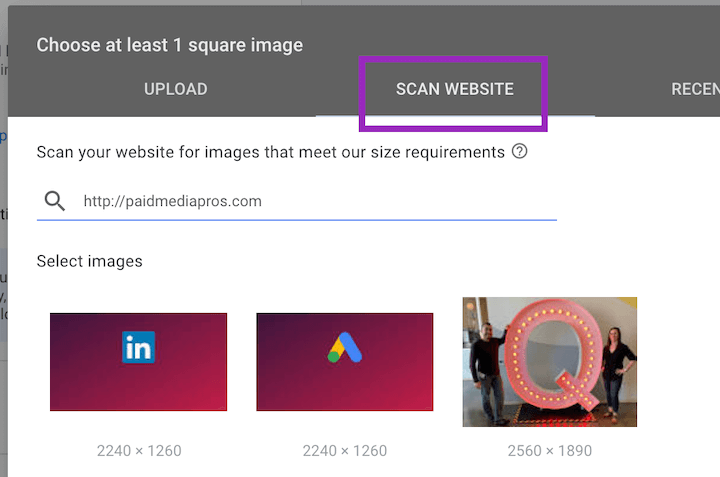 Choose at least 1 square image
UPLOAD SCAN WEBSITE RECEN
Scan your website for images that meet our size requirements ?
http://paidmediapros.com
Select images
in
Q
2240 × 1260 2240 × 1260 2560 × 1890